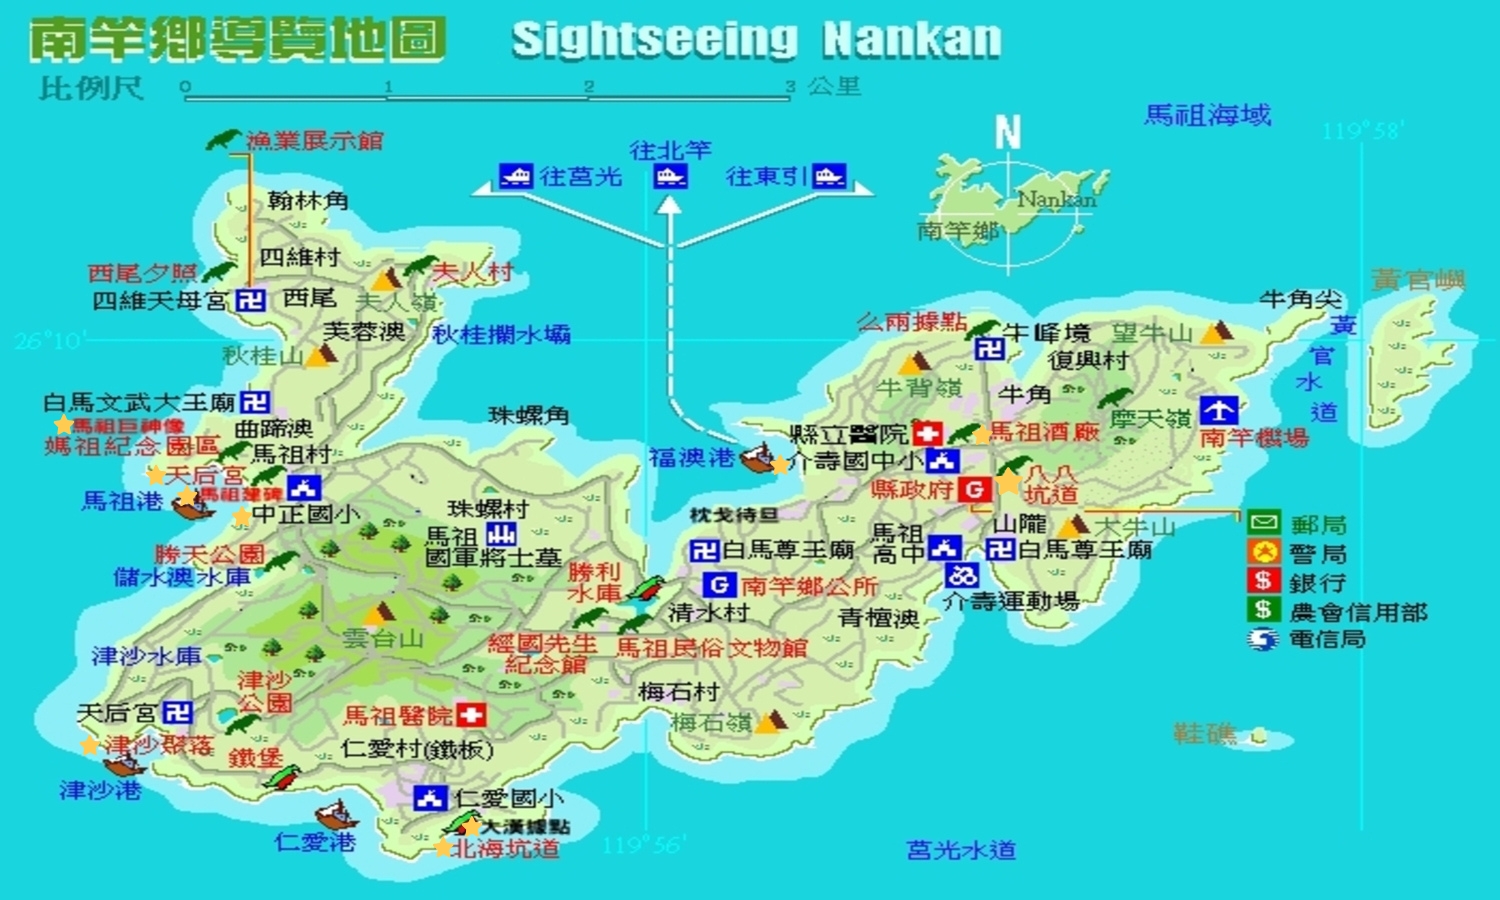 南竿鄉導覽地圖
Sightseeing Nankan
比例尺
0 1 2 3 公里
馬祖海域
119°58'
漁業展示館
往北竿
往莒光
往東引
N
Nankan
南竿鄉
翰林角
四維村
西尾夕照
夫人村
四維天母宮
西尾
夫人嶺
黃官嶼
牛角尖
芙蓉澳
秋桂攔水壩
26°10'
秋桂山
么兩據點
牛峰境
望牛山
黃官水道
復興村
牛背嶺
牛角
白馬文武大王廟
珠螺角
摩天嶺
馬祖巨神像
曲蹄澳
縣立醫院
馬祖酒廠
南竿機場
媽祖紀念園區
馬祖村
福澳港
介壽國中小
天后宮
八八
坑道
馬祖港
縣政府
中正國小
珠螺村
枕戈待旦
山隴
大牛山
郵局
馬祖
國軍將士墓
白馬尊王廟
馬祖
高中
白馬尊王廟
警局
勝天公園
儲水澳水庫
勝利
水庫
南竿鄉公所
銀行
介壽運動場
清水村
青檀澳
農會信用部
雲台山
經國先生
紀念館
馬祖民俗文物館
電信局
津沙水庫
津沙
公園
梅石村
天后宮
馬祖醫院
梅石嶺
鞋礁
津沙聚落
鐵堡
仁愛村(鐵板)
津沙港
仁愛國小
大漢據點
仁愛港
北海坑道
119°56'
莒光水道